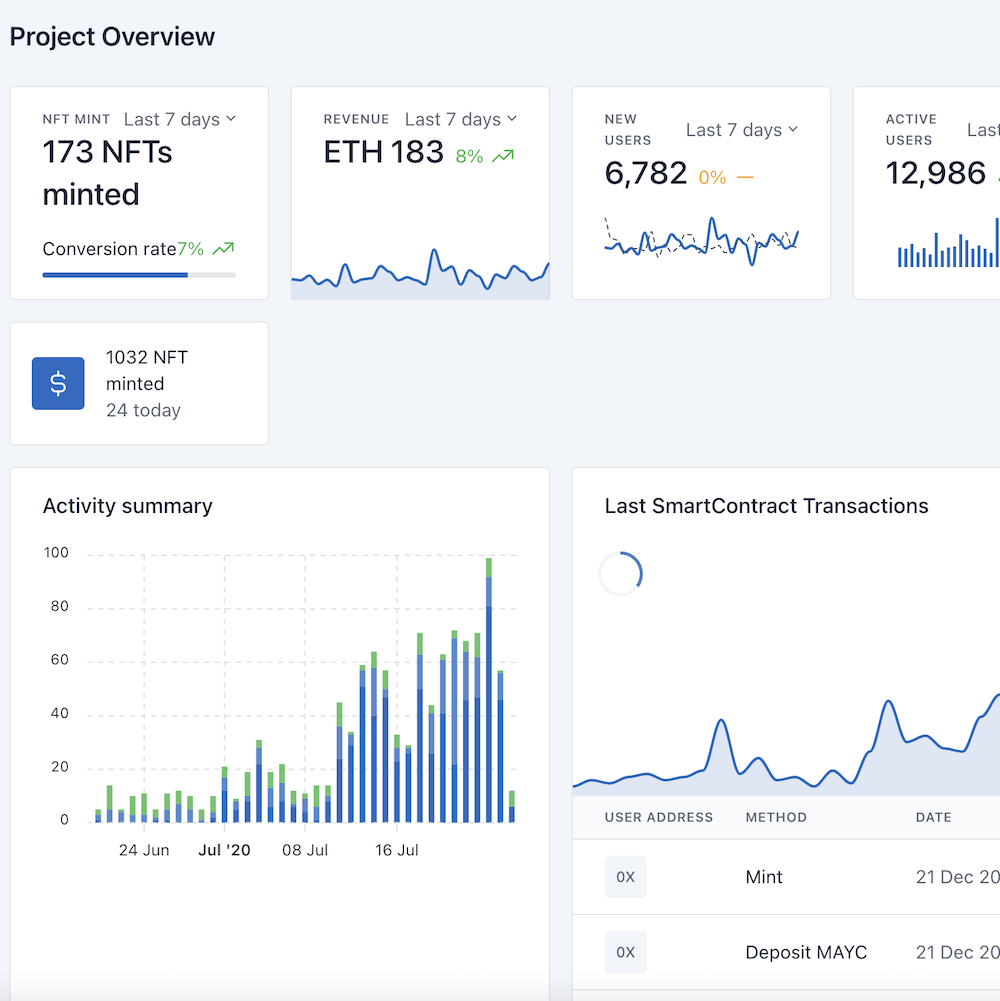 Project Overview
NFT MINT Last 7 days
173 NFTs
minted
Conversion rate7%
REVENUE Last 7 days
ETH 183 8%
NEW
USERS
Last 7 days
6,782 0%
ACTIVE
USERS
Last
12,986
1032 NFT
minted
24 today
$
Activity summary
100
80
60
40
20
0
24 Jun Jul '20 08 Jul 16 Jul
Last SmartContract Transactions
USER ADDRESS METHOD DATE
0X Mint 21 Dec 20
0X Deposit MAYC 21 Dec 20